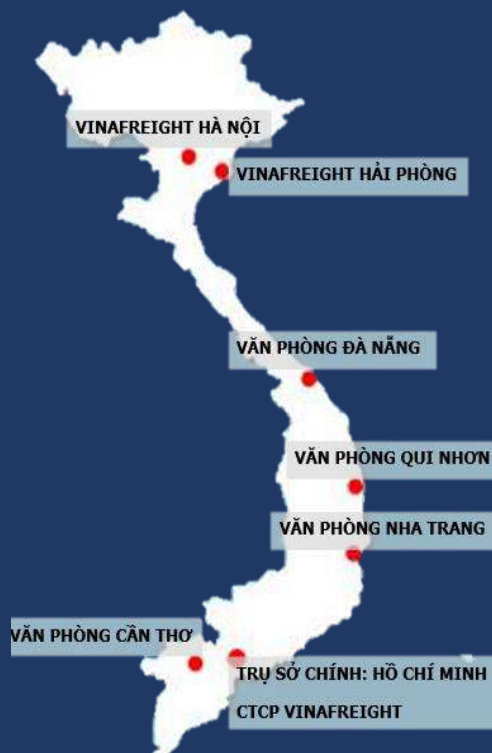 VINAFREIGHT HÀ NỘI
VINAFREIGHT HẢI PHÒNG
VĂN PHÒNG ĐÀ NẴNG
VĂN PHÒNG QUI NHƠN
VĂN PHÒNG NHA TRANG
VĂN PHÒNG CẦN THƠ
TRỤ SỞ CHÍNH: HỒ CHÍ MINH
CTCP VINAFREIGHT